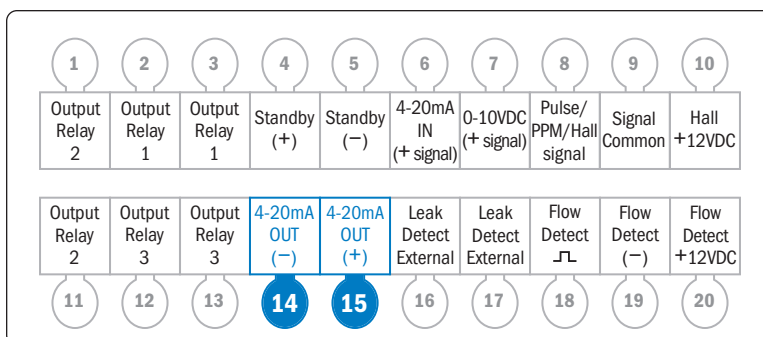 1 2 3 4 5 6 7 8 9 10
Output Relay 2
Output Relay 1
Output Relay 1
Standby (+)
Standby (−)
4-20mA IN (+ signal)
0-10VDC (+ signal)
Pulse/ PPM/Hall signal
Signal Common
Hall +12VDC
Output Relay 2
Output Relay 3
Output Relay 3
4-20mA OUT (−)
4-20mA OUT (+)
Leak Detect External
Leak Detect External
Flow Detect
Flow Detect (−)
Flow Detect +12VDC
11 12 13 14 15 16 17 18 19 20